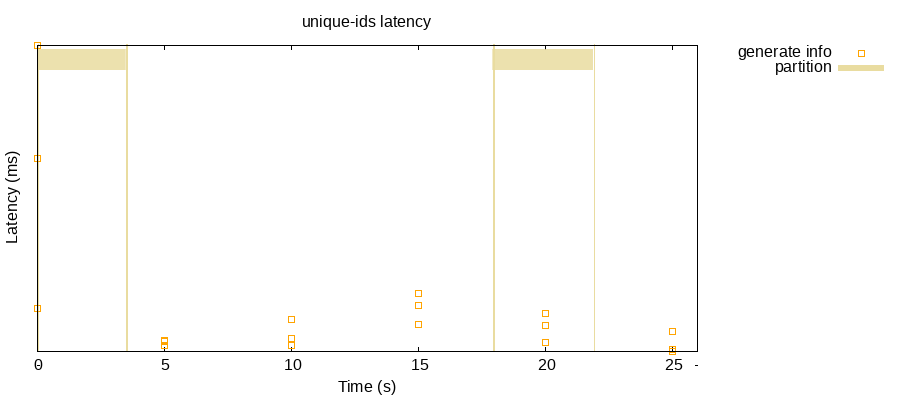 unique-ids latency
generate info
partition
Latency (ms)
0 5 10 15 20 25
Time (s)